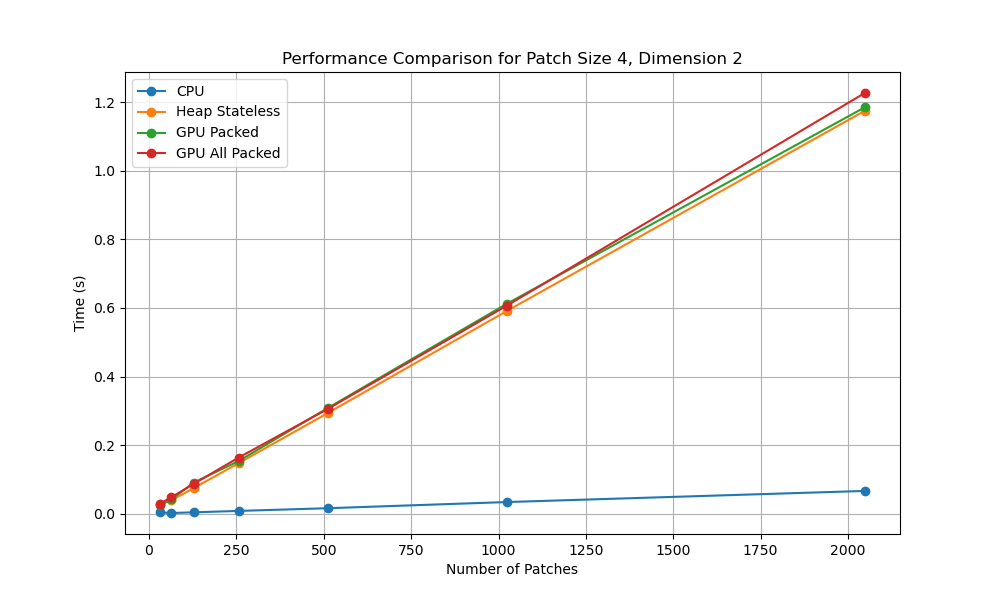 Performance Comparison for Patch Size 4, Dimension 2
CPU
Heap Stateless
GPU Packed
GPU All Packed
1.2
1.0
0.8
0.6
0.4
0.2
0.0
Time (s)
0 250 500 750 1000 1250 1500 1750 2000
Number of Patches